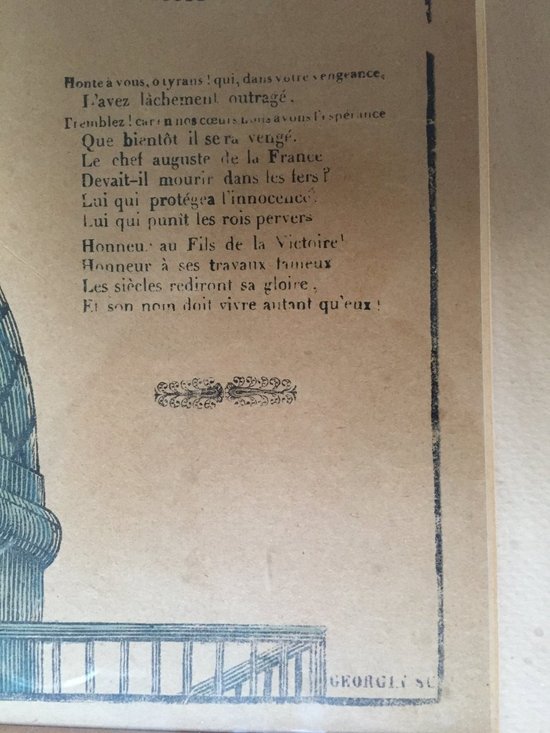 Honte à vous, ô tyrans ! qui, dans votre vengeance,
L'avez lâchement outragé,
Tremblez ! car en nos cœurs nous avons l'espérance
Que bientôt il sera vengé.
Le chef auguste de la France
Devait-il mourir dans les fers ?
Lui qui protégea l'innocence,
Lui qui punit les rois pervers
Honneur au Fils de la Victoire !
Honneur à ses travaux fameux
Les siècles rediront sa gloire,
Et son nom doit vivre autant qu'eux !